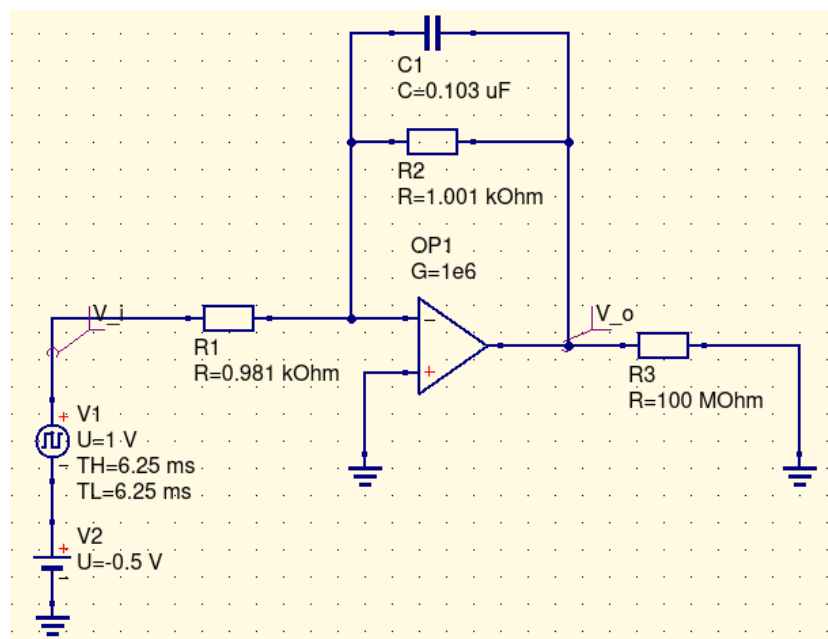 C1
C=0.103 uF
R2
R=1.001 kOhm
OP1
G=1e6
V_i
V_o
R1
R=0.981 kOhm
R3
R=100 MOhm
V1
U=1 V
TH=6.25 ms
TL=6.25 ms
V2
U=-0.5 V